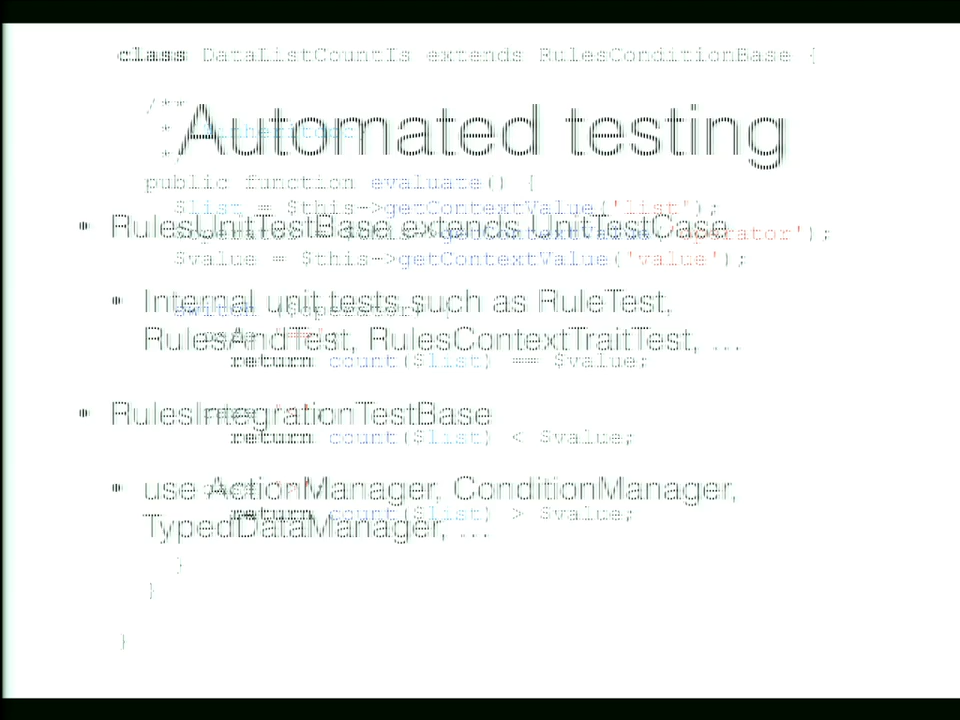 class DataListCountIs extends RulesConditionBase {
/**
*/
Automated testing
public function evaluate() {
$list = $this->getContextValue('list');
• RulesUnitTestBase extends UnitTestCase
$value = $this->getContextValue('value');
• Internal unit tests such as RuleTest,
RulesAndTest, RulesContextTraitTest, ...
return count($list) == $value;
• RulesIntegrationTestBase
return count($list) < $value;
• use ActionManager, ConditionManager,
return count($list) > $value;
TypedDataManager, ...
}
}
}